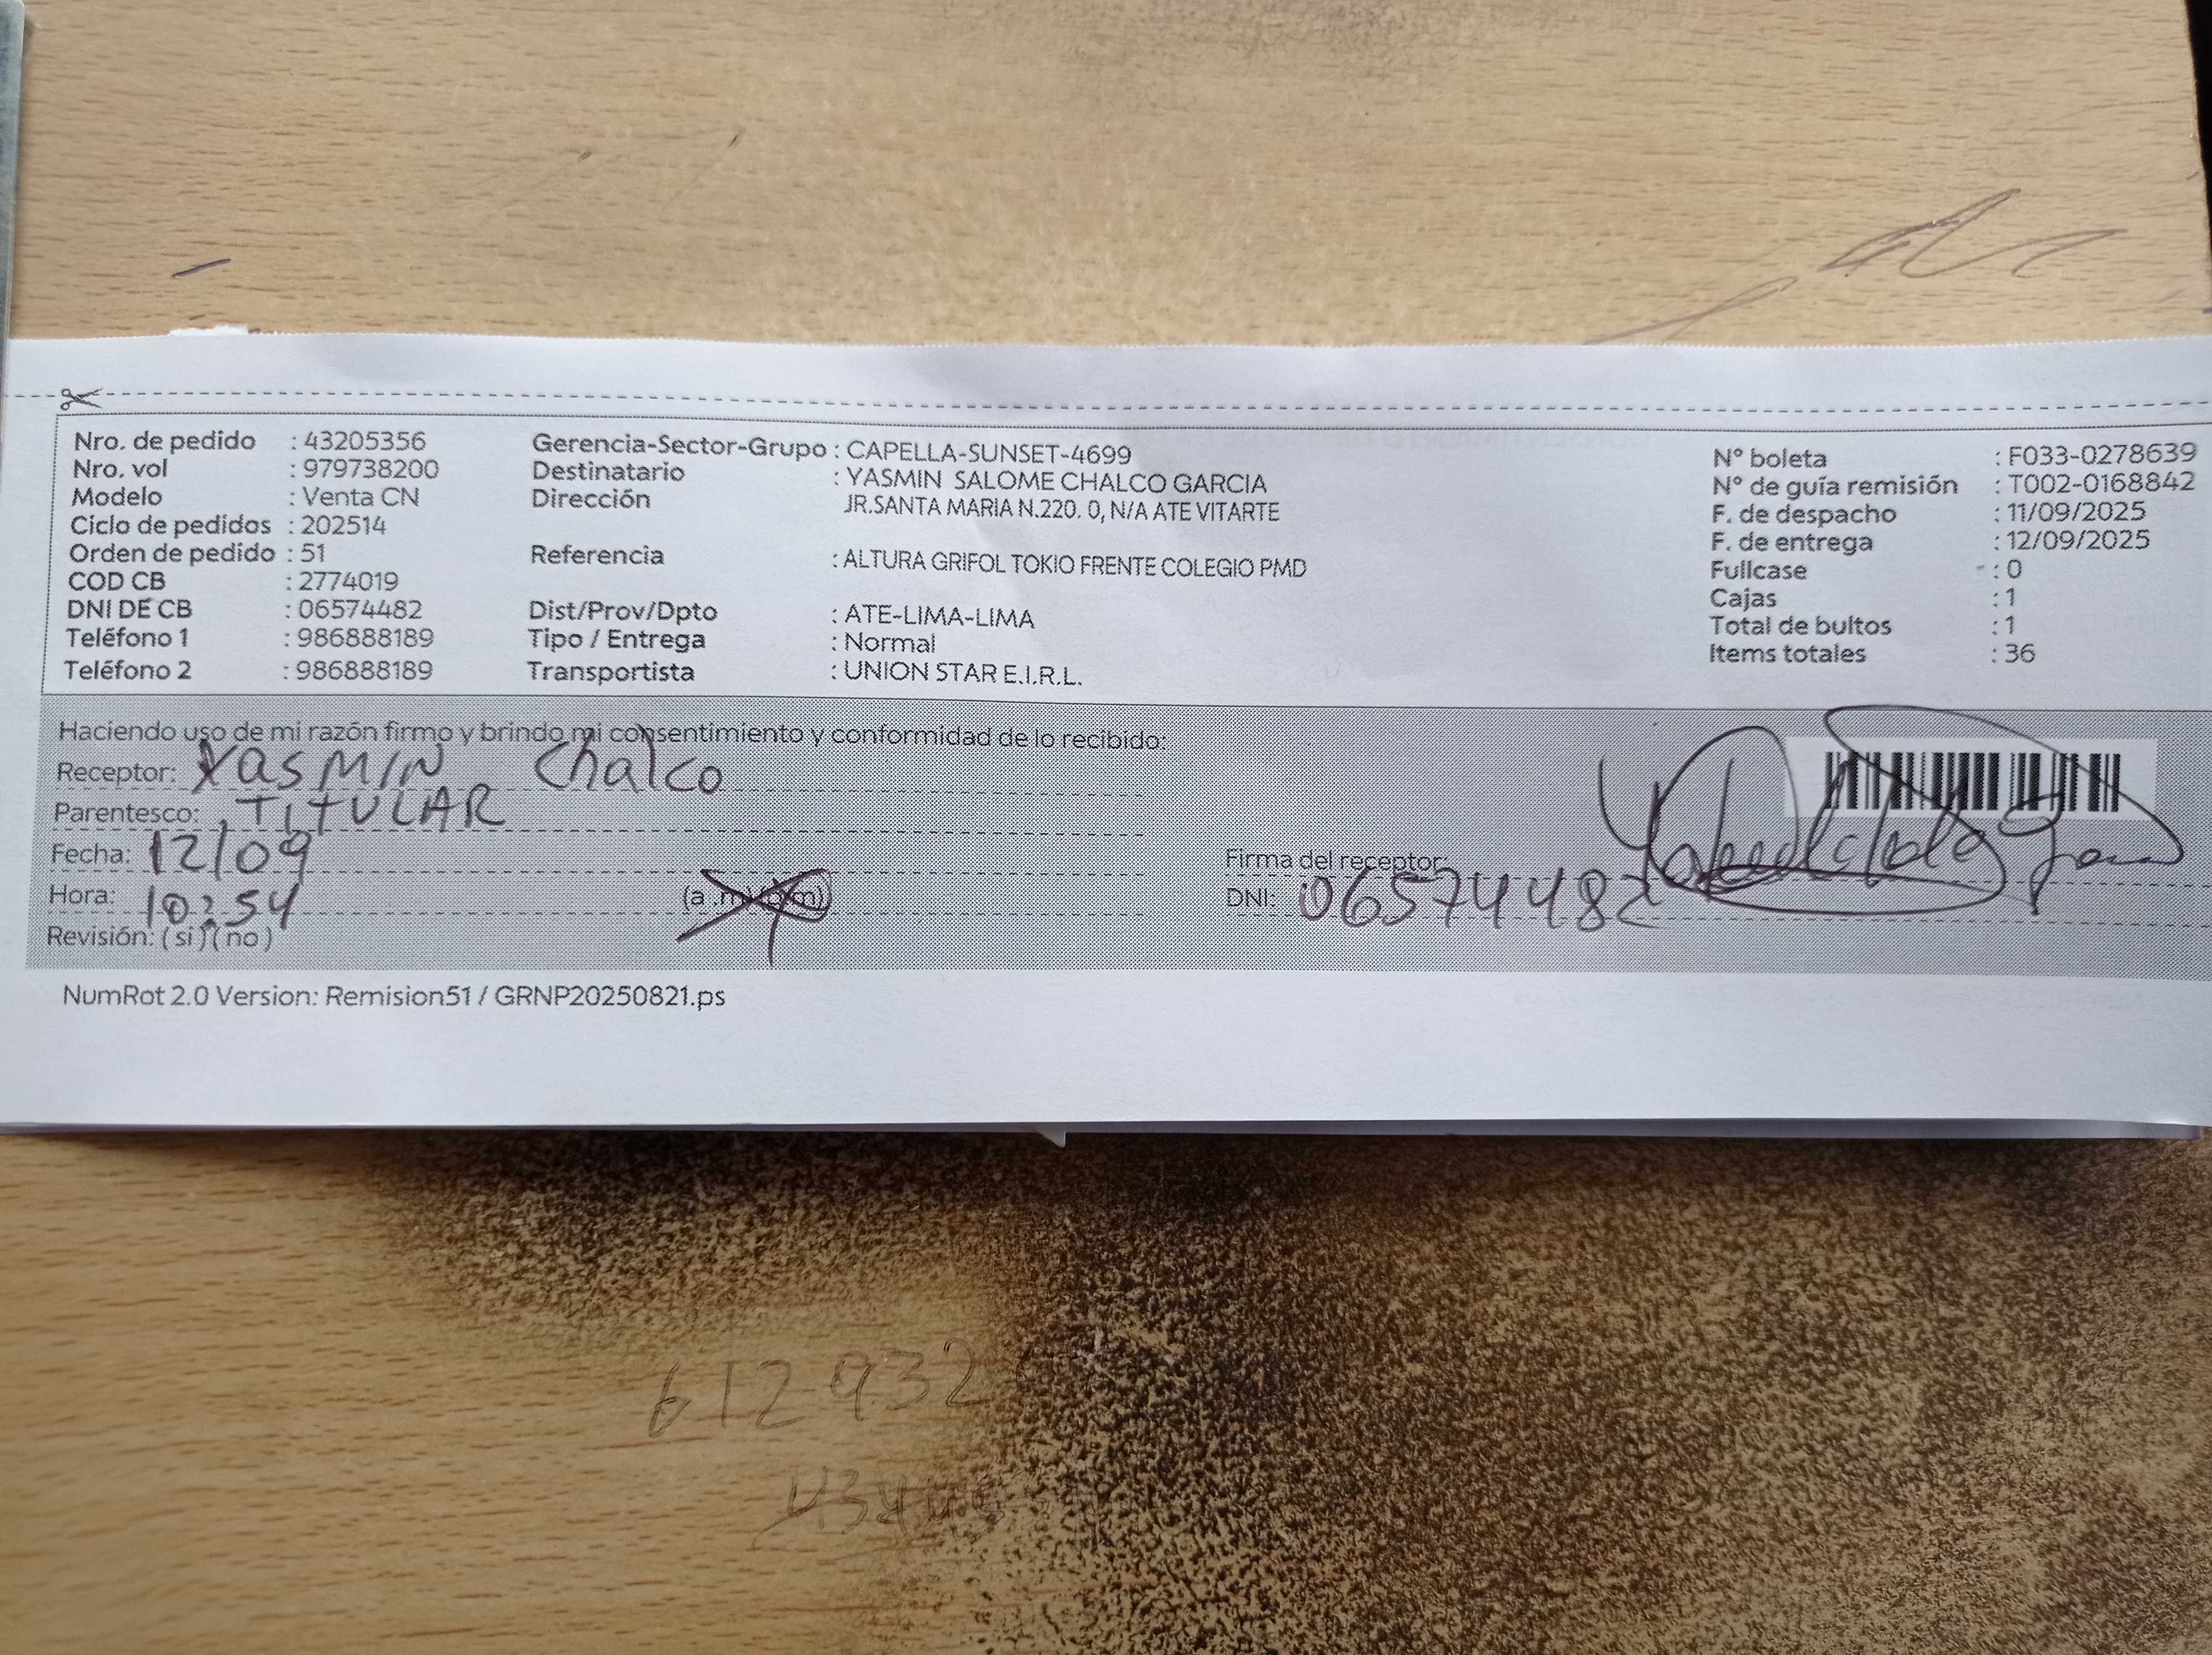 Nro. de pedido : 43205356
Nro. vol : 979738200
Modelo : Venta CN
Ciclo de pedidos : 202514
Orden de pedido : 51
COD CB : 2774019
DNI DE CB : 06574482
Teléfono 1 : 986888189
Teléfono 2 : 986888189
Gerencia-Sector-Grupo : CAPELLA-SUNSET-4699
Destinatario : YASMIN SALOME CHALCO GARCIA
Dirección JR.SANTA MARIA N.220. 0, N/A ATE VITARTE
Referencia : ALTURA GRIFOL TOKIO FRENTE COLEGIO PMD
Dist/Prov/Dpto : ATE-LIMA-LIMA
Tipo / Entrega : Normal
Transportista : UNION STAR E.I.R.L.
N° boleta : F033-0278639
N° de guía remisión : T002-0168842
F. de despacho : 11/09/2025
F. de entrega : 12/09/2025
Fullcase : 0
Cajas : 1
Total de bultos : 1
Items totales : 36
Haciendo uso de mi razón firmo y brindo mi consentimiento y conformidad de lo recibido:
Receptor: Yasmin Chalco
Parentesco: TITULAR
Fecha: 12/09
Hora: 10:54 (a.m) (p.m)
Revisión: (si) (no)
Firma del receptor:
DNI: 06574482
NumRot 2.0 Version: Remision51 / GRNP20250821.ps
612932